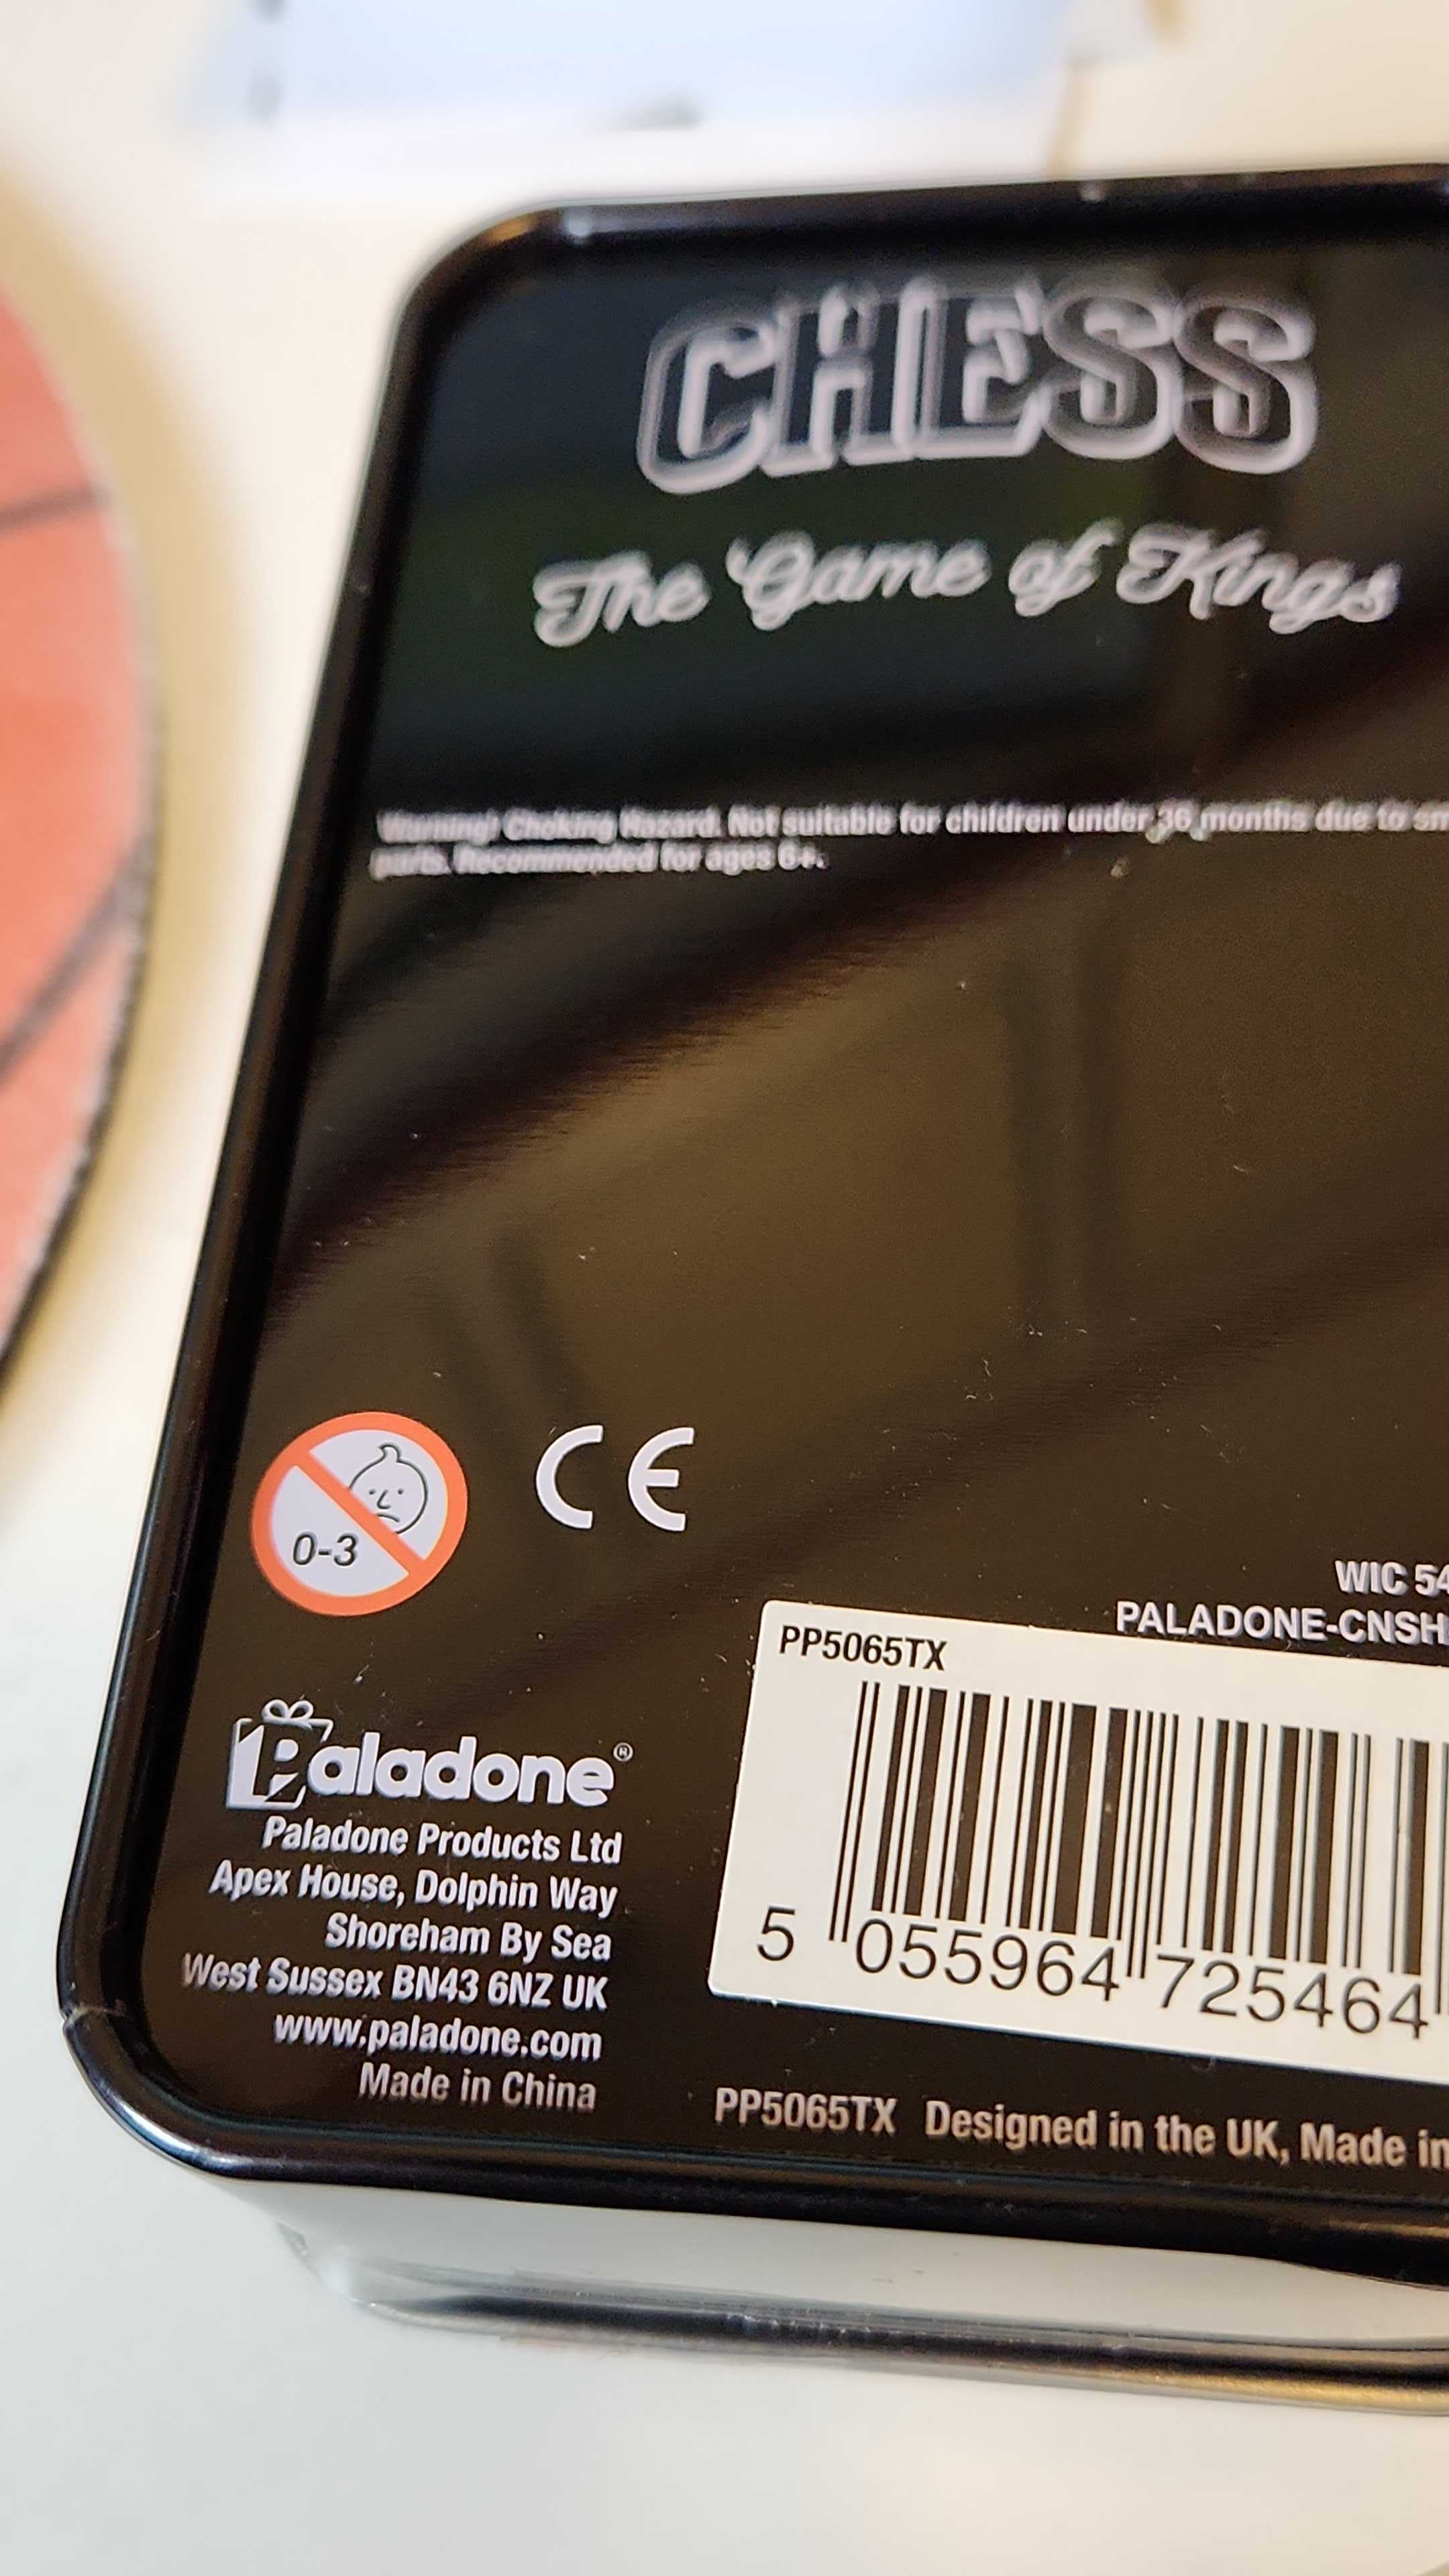 CHESS
The Game of Kings
Warning! Choking Hazard. Not suitable for children under 36 months due to sm
parts. Recommended for ages 6+.
0-3
CE
WIC 54
PALADONE-CNSH
PP5065TX
5 055964 725464
Paladone®
Paladone Products Ltd
Apex House, Dolphin Way
Shoreham By Sea
West Sussex BN43 6NZ UK
www.paladone.com
Made in China
PP5065TX Designed in the UK, Made in